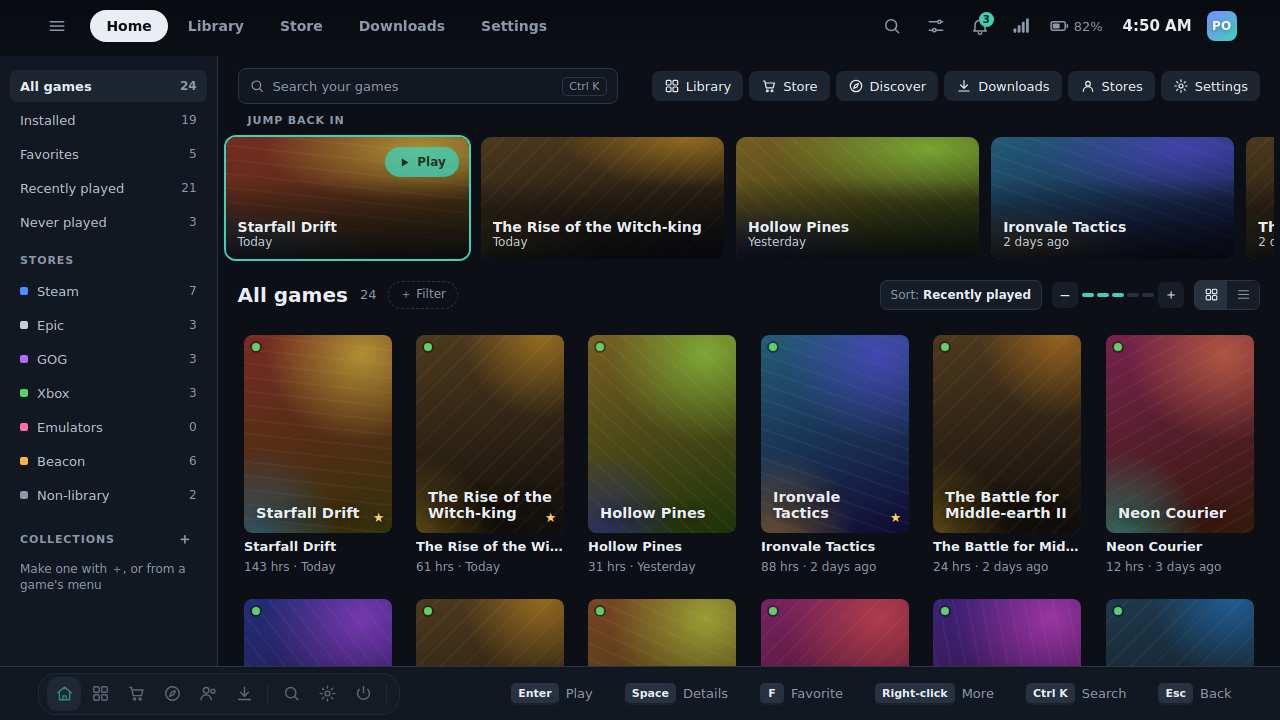 Home
Library
Store
Downloads
Settings
3
82%
4:50 AM
PO
All games 24
Installed 19
Favorites 5
Recently played 21
Never played 3
STORES
Steam 7
Epic 3
GOG 3
Xbox 3
Emulators 0
Beacon 6
Non-library 2
COLLECTIONS +
Make one with +, or from a
game's menu
Search your games Ctrl K
Library
Store
Discover
Downloads
Stores
Settings
JUMP BACK IN
Play
Starfall Drift
Today
The Rise of the Witch-king
Today
Hollow Pines
Yesterday
Ironvale Tactics
2 days ago
All games 24 + Filter
Sort: Recently played
Starfall Drift
The Rise of the
Witch-king
Hollow Pines
Ironvale
Tactics
The Battle for
Middle-earth II
Neon Courier
Starfall Drift
143 hrs · Today
The Rise of the Wi...
61 hrs · Today
Hollow Pines
31 hrs · Yesterday
Ironvale Tactics
88 hrs · 2 days ago
The Battle for Mid...
24 hrs · 2 days ago
Neon Courier
12 hrs · 3 days ago
Enter Play
Space Details
F Favorite
Right-click More
Ctrl K Search
Esc Back